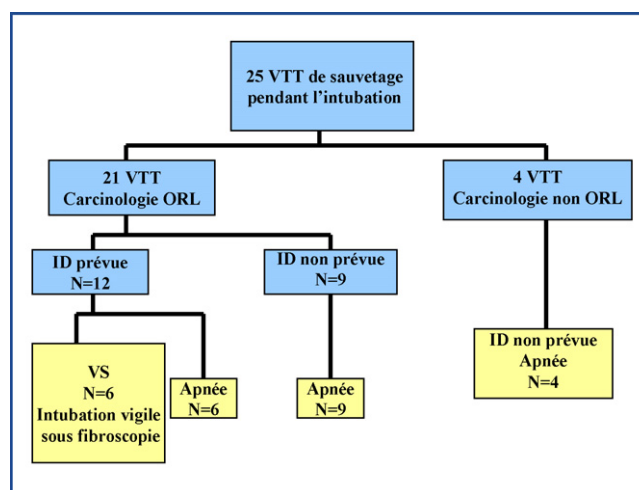 25 VTT de sauvetage
pendant l'intubation
21 VTT
Carcinologie ORL
4 VTT
Carcinologie non ORL
ID prévue
N=12
ID non prévue
N=9
VS
N=6
Intubation vigile
sous fibroscopie
Apnée
N=6
Apnée
N=9
ID non prévue
Apnée
N=4